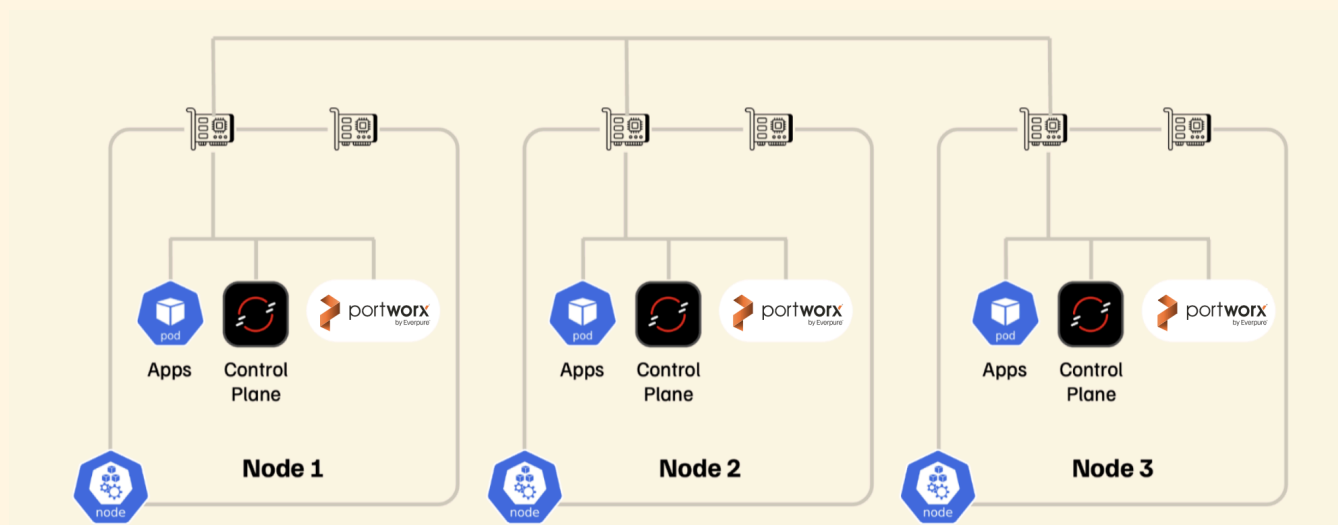 pod
portworx
by Everpure
Apps
Control
Plane
Node 1
node
pod
portworx
by Everpure
Apps
Control
Plane
Node 2
node
pod
portworx
by Everpure
Apps
Control
Plane
Node 3
node